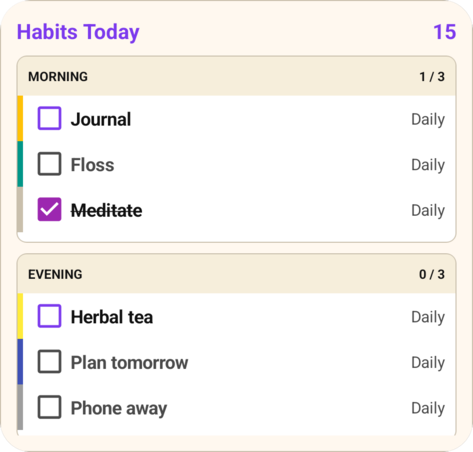 Habits Today 15
MORNING 1 / 3
Journal Daily
Floss Daily
Meditate Daily
EVENING 0 / 3
Herbal tea Daily
Plan tomorrow Daily
Phone away Daily